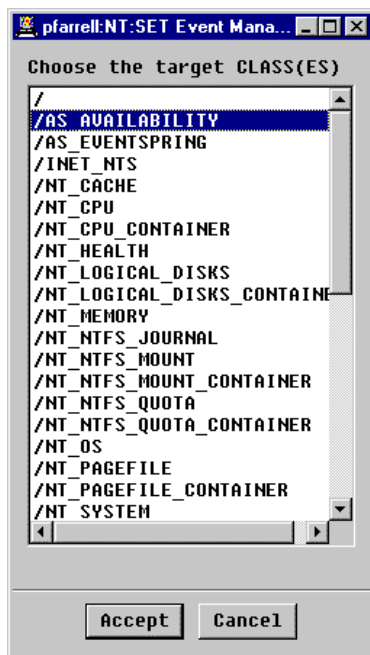 pfarrell:NT:SET Event Mana...
Choose the target CLASS(ES)
/
/AS_AVAILABILITY
/AS_EVENTSPRING
/INET_NTS
/NT_CACHE
/NT_CPU
/NT_CPU_CONTAINER
/NT_HEALTH
/NT_LOGICAL_DISKS
/NT_LOGICAL_DISKS_CONTAINE
/NT_MEMORY
/NT_NTFS_JOURNAL
/NT_NTFS_MOUNT
/NT_NTFS_MOUNT_CONTAINER
/NT_NTFS_QUOTA
/NT_NTFS_QUOTA_CONTAINER
/NT_OS
/NT_PAGEFILE
/NT_PAGEFILE_CONTAINER
/NT_SYSTEM
Accept Cancel